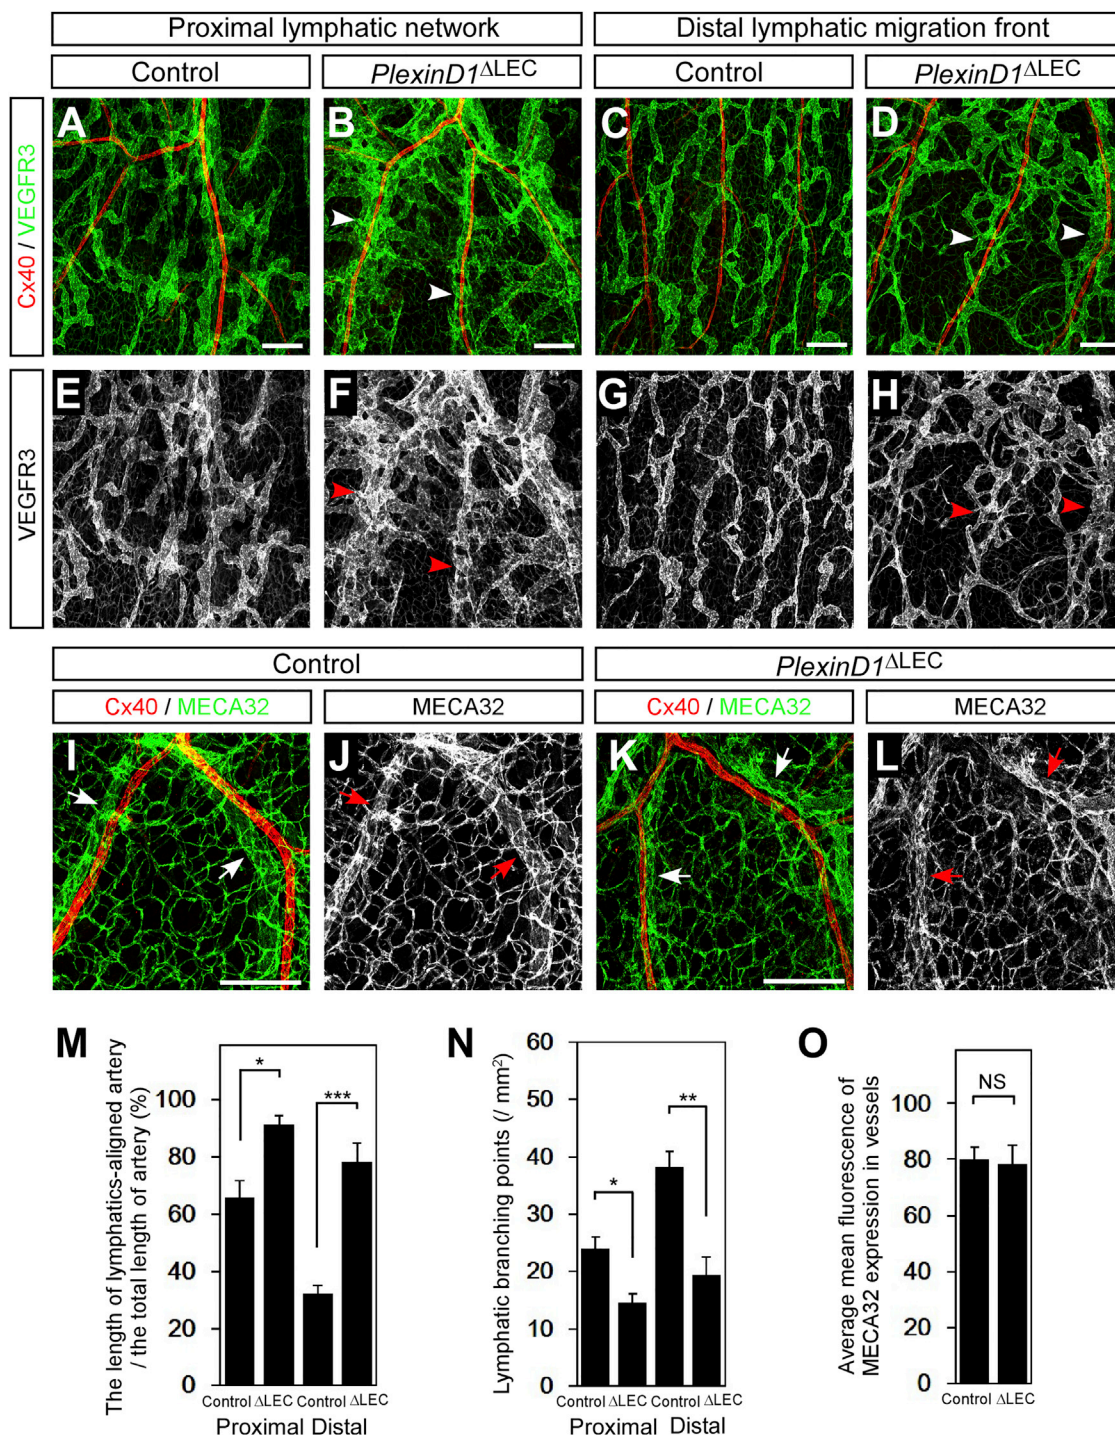 Proximal lymphatic network
Distal lymphatic migration front
Control
PlexinD1ΔLEC
Control
PlexinD1ΔLEC
Cx40 / VEGFR3
A
B
C
D
VEGFR3
E
F
G
H
Control
PlexinD1ΔLEC
Cx40 / MECA32
MECA32
Cx40 / MECA32
MECA32
I
J
K
L
M
The length of lymphatics-aligned artery
/ the total length of artery (%)
100
80
60
40
20
0
*
***
Control ΔLEC Control ΔLEC
Proximal Distal
N
Lymphatic branching points (/ mm²)
60
50
40
30
20
10
0
*
**
Control ΔLEC Control ΔLEC
Proximal Distal
O
Average mean fluorescence of
MECA32 expression in vessels
100
80
60
40
20
0
NS
Control ΔLEC